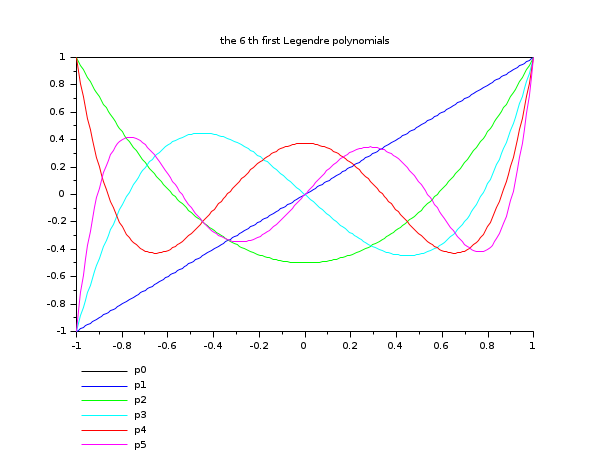 the 6 th first Legendre polynomials
1
0.8
0.6
0.4
0.2
0
-0.2
-0.4
-0.6
-0.8
-1
-1 -0.8 -0.6 -0.4 -0.2 0 0.2 0.4 0.6 0.8 1
p0
p1
p2
p3
p4
p5